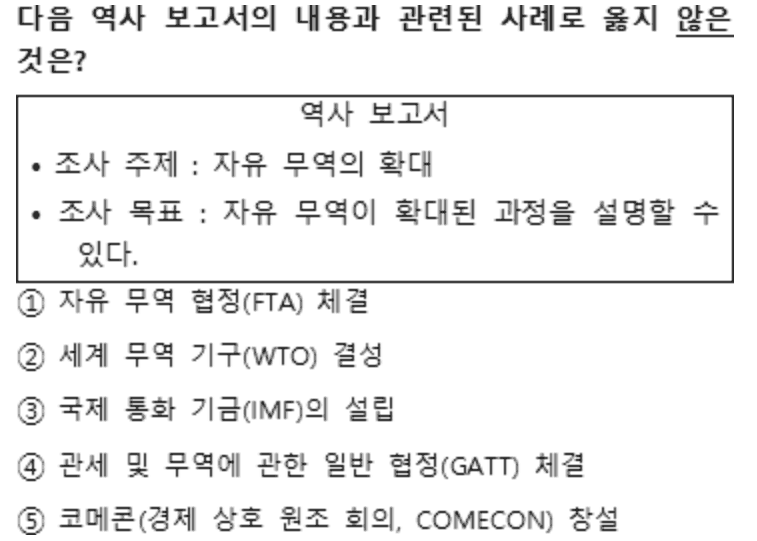 다음 역사 보고서의 내용과 관련된 사례로 옳지 않은
것은?
역사 보고서
• 조사 주제 : 자유 무역의 확대
• 조사 목표 : 자유 무역이 확대된 과정을 설명할 수
있다.
① 자유 무역 협정(FTA) 체결
② 세계 무역 기구(WTO) 결성
③ 국제 통화 기금(IMF)의 설립
④ 관세 및 무역에 관한 일반 협정(GATT) 체결
⑤ 코메콘(경제 상호 원조 회의, COMECON) 창설